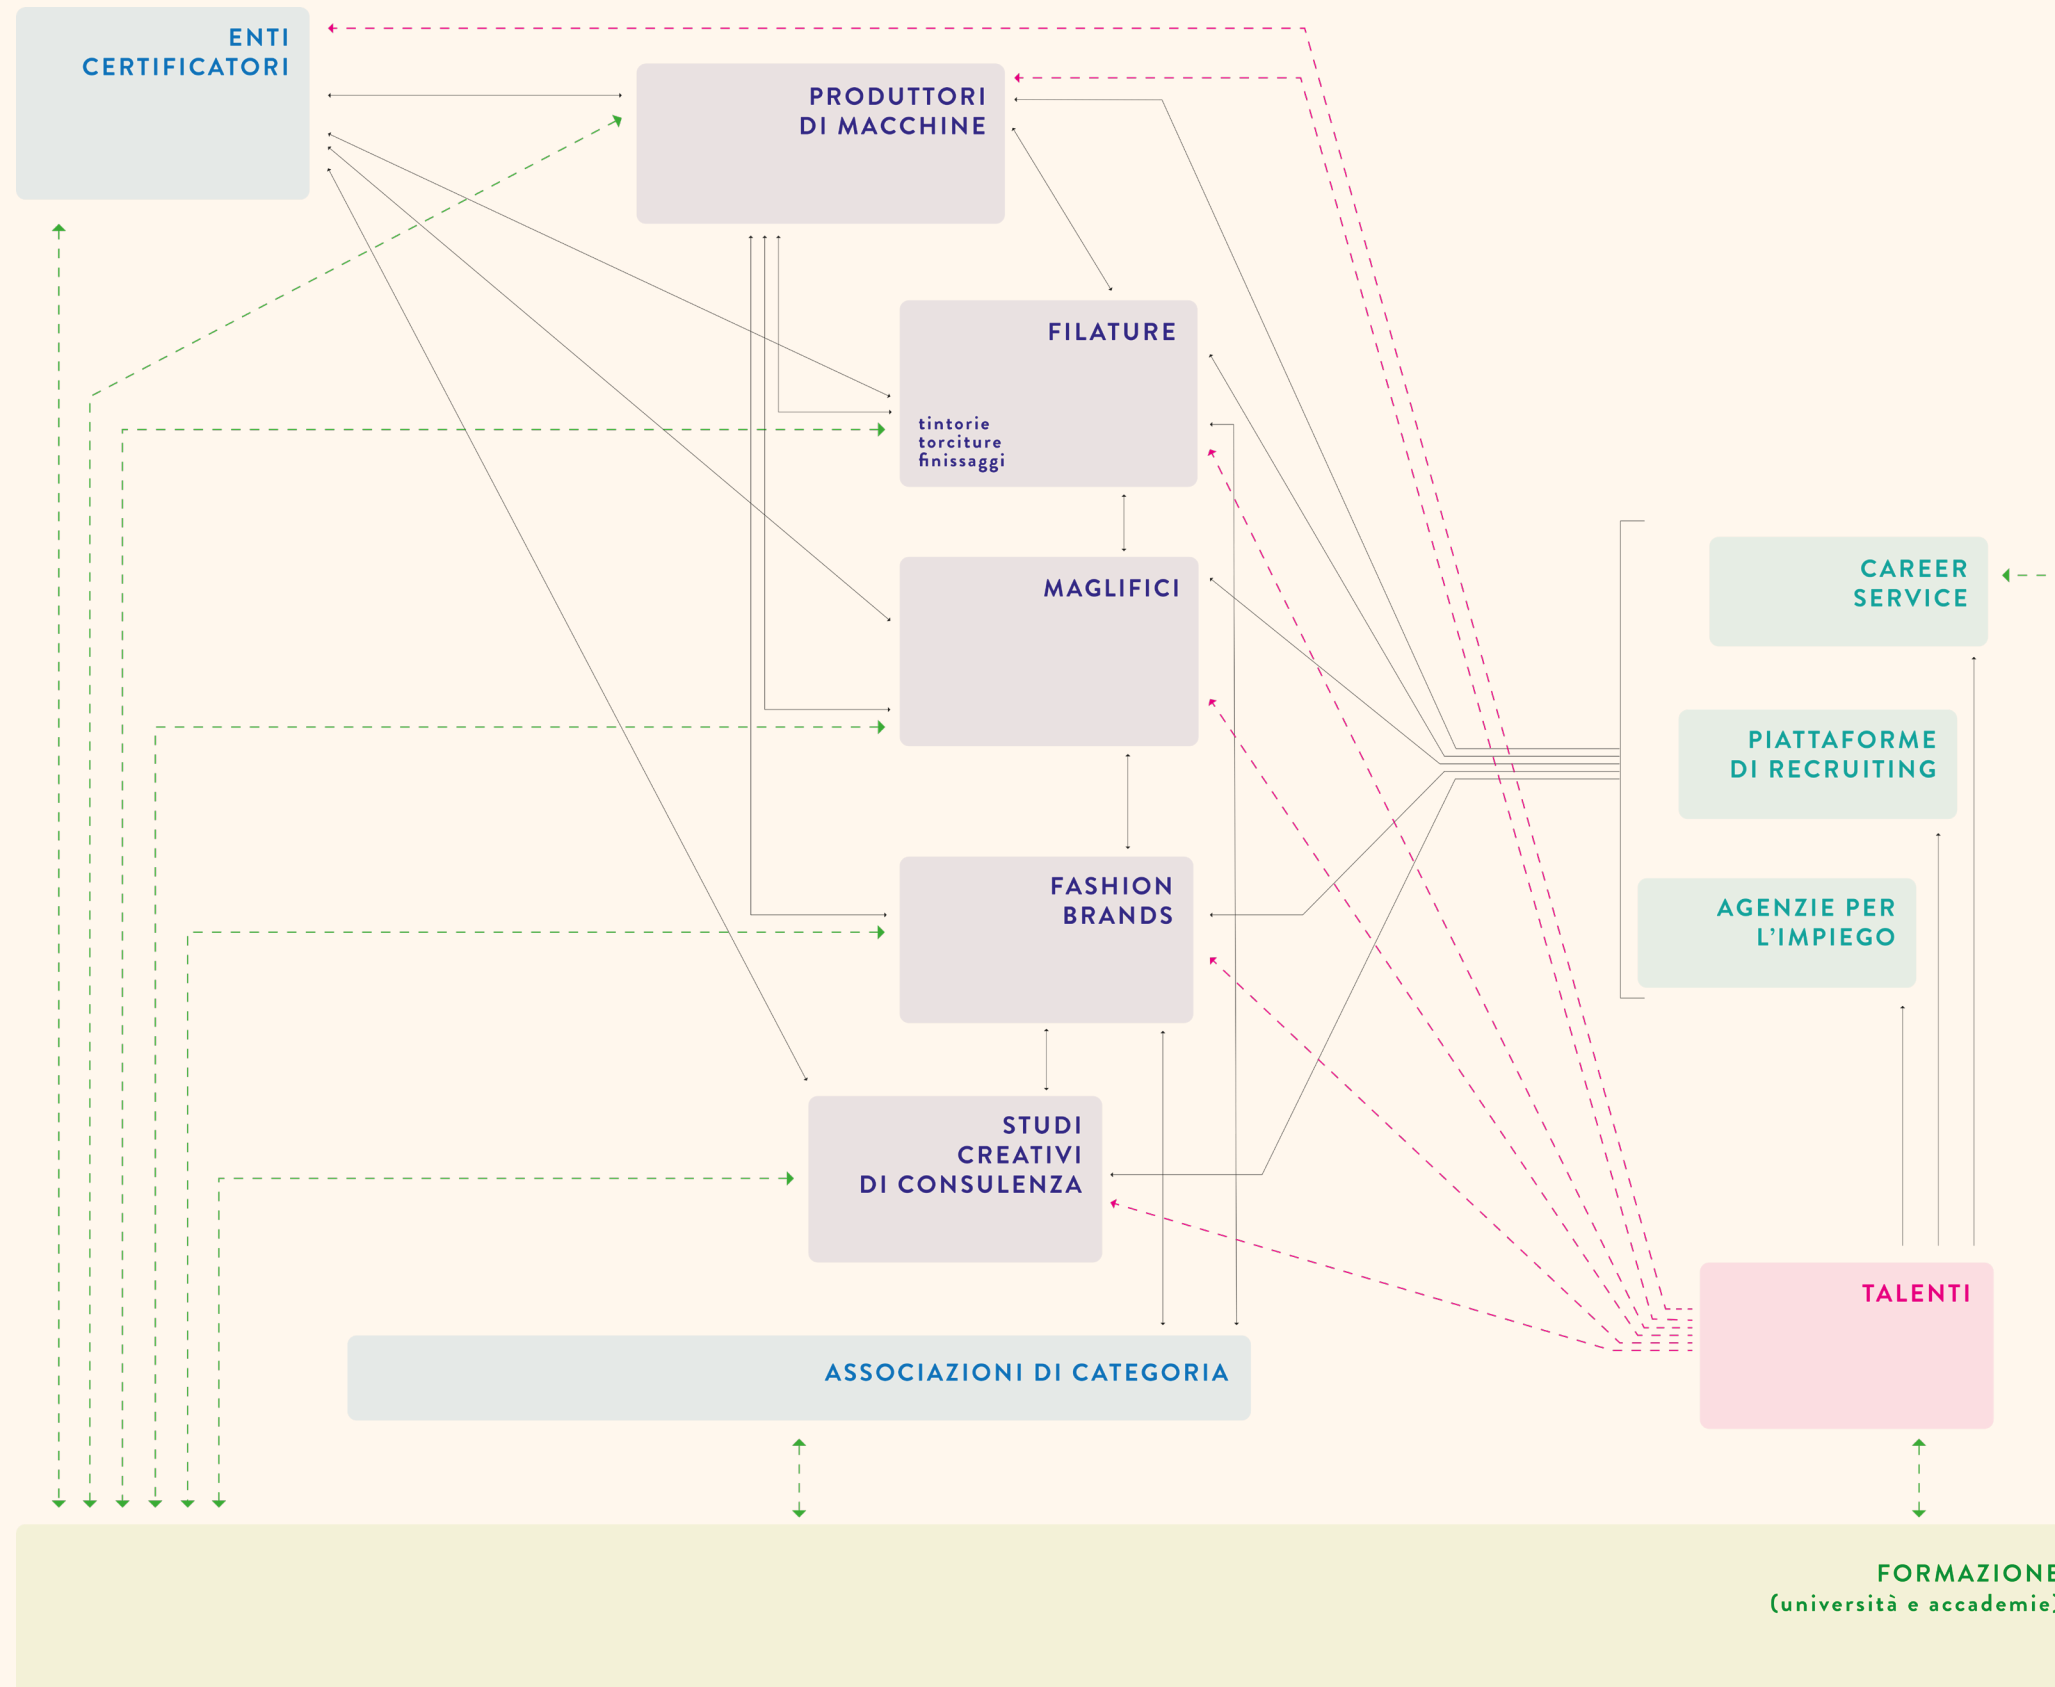 ENTI
CERTIFICATORI
PRODUTTORI
DI MACCHINE
FILATURE
tintorie
torciture
finissaggi
MAGLIFICI
CAREER
SERVICE
PIATTAFORME
DI RECRUITING
FASHION
BRANDS
AGENZIE PER
L’IMPIEGO
STUDI
CREATIVI
DI CONSULENZA
TALENTI
ASSOCIAZIONI DI CATEGORIA
FORMAZIONE
(università e accademie)